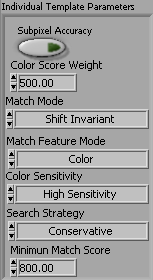 Individual Template Parameters
Subpixel Accuracy
Color Score Weight
500.00
Match Mode
Shift Invariant
Match Feature Mode
Color
Color Sensitivity
High Sensitivity
Search Strategy
Conservative
Minimun Match Score
800.00